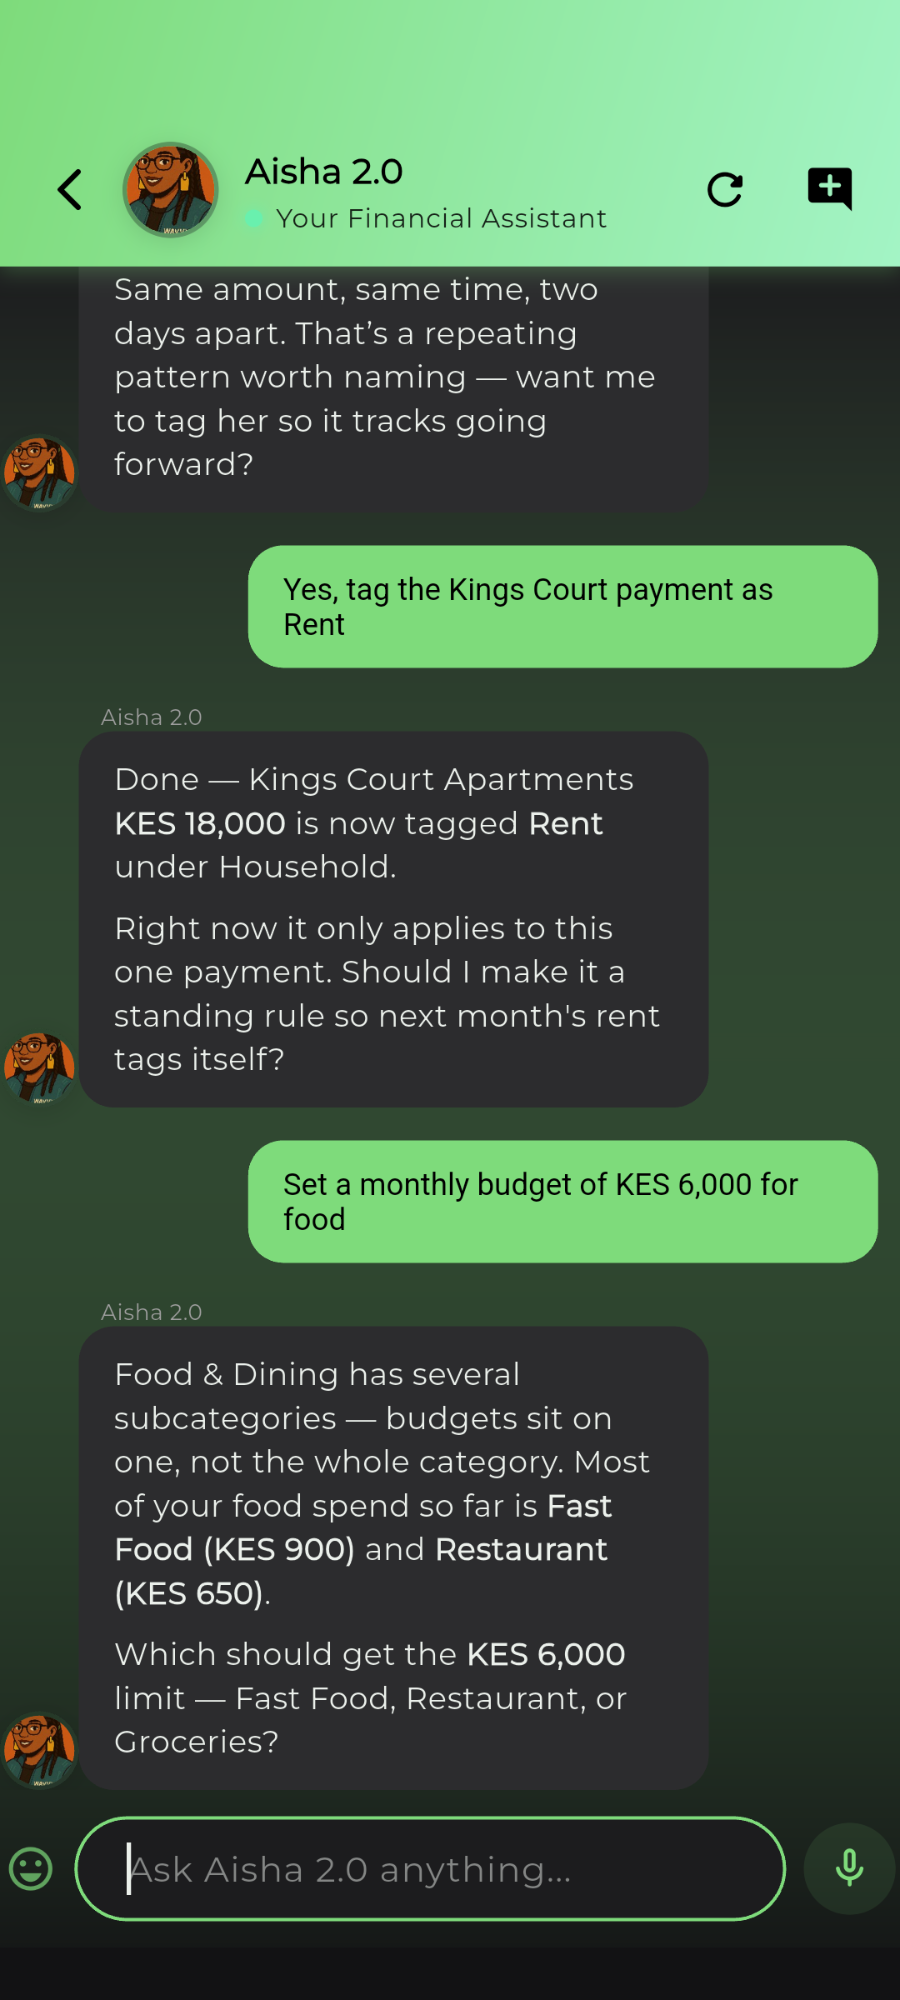 Aisha 2.0
Your Financial Assistant
Same amount, same time, two
days apart. That’s a repeating
pattern worth naming — want me
to tag her so it tracks going
forward?
Yes, tag the Kings Court payment as
Rent
Aisha 2.0
Done — Kings Court Apartments
KES 18,000 is now tagged Rent
under Household.
Right now it only applies to this
one payment. Should I make it a
standing rule so next month's rent
tags itself?
Set a monthly budget of KES 6,000 for
food
Aisha 2.0
Food & Dining has several
subcategories — budgets sit on
one, not the whole category. Most
of your food spend so far is Fast
Food (KES 900) and Restaurant
(KES 650).
Which should get the KES 6,000
limit — Fast Food, Restaurant, or
Groceries?
Ask Aisha 2.0 anything...